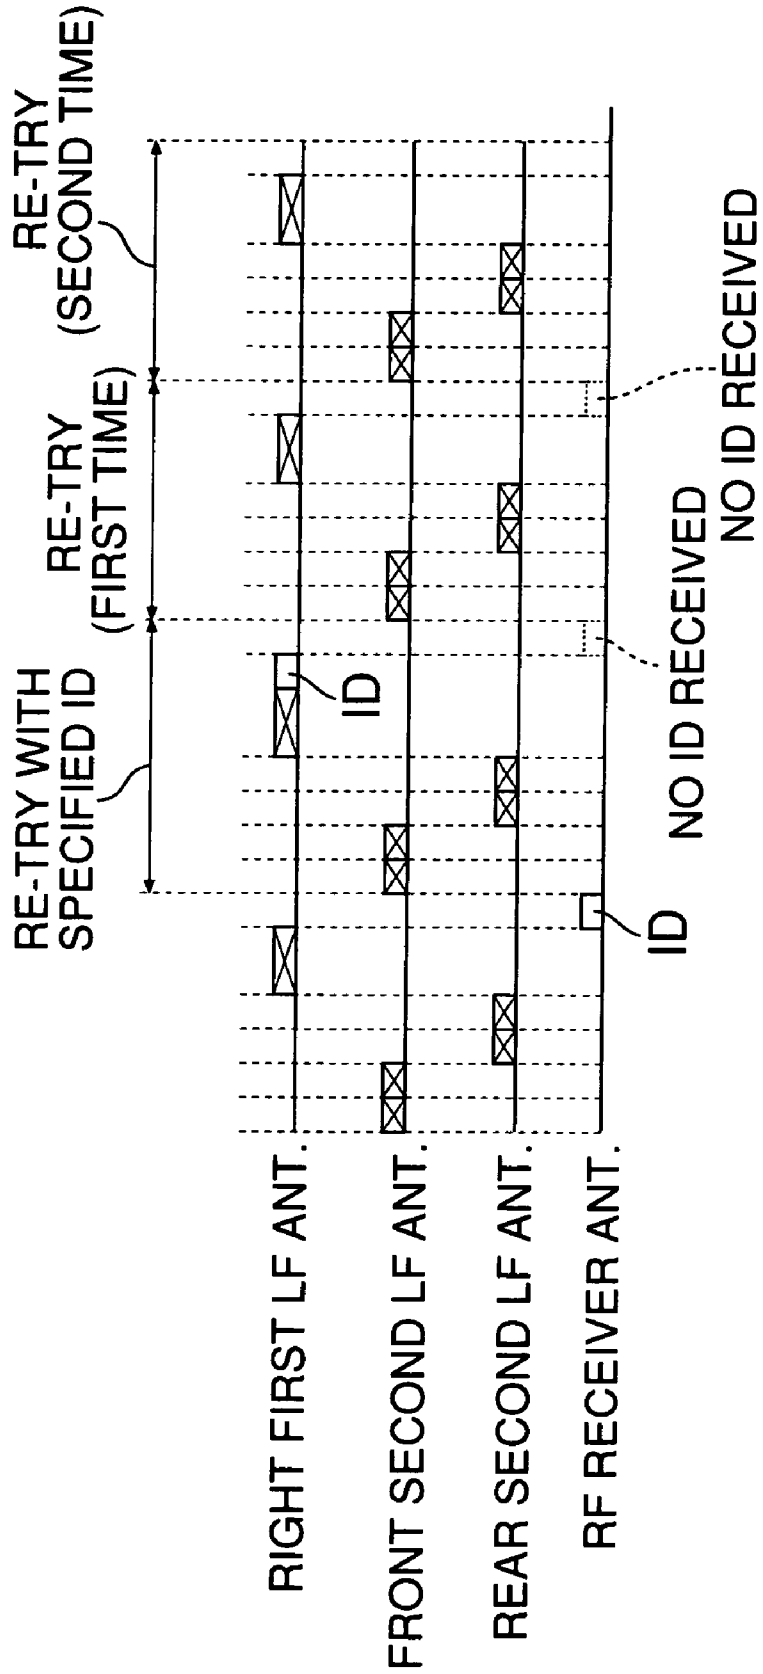 RE-TRY WITH
SPECIFIED ID
RE-TRY
(FIRST TIME)
RE-TRY
(SECOND TIME)
RIGHT FIRST LF ANT.
ID
FRONT SECOND LF ANT.
REAR SECOND LF ANT.
RF RECEIVER ANT.
ID
NO ID RECEIVED
NO ID RECEIVED